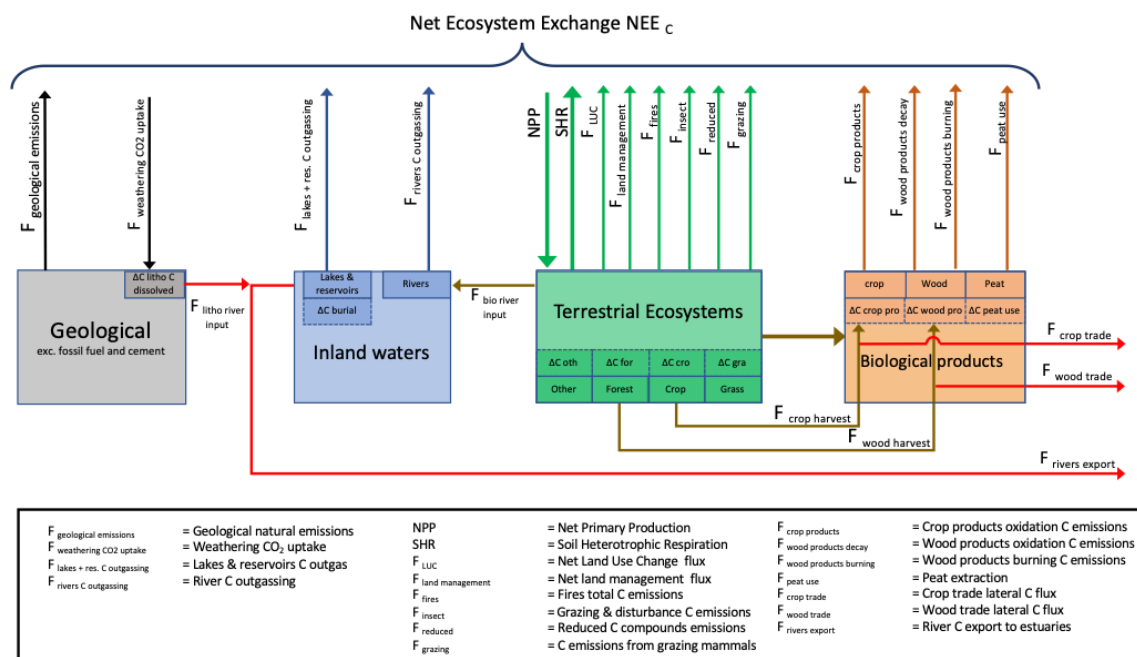 Net Ecosystem Exchange NEE C
F geological emissions
F weathering CO2 uptake
F lakes + res. C outgassing
F rivers C outgassing
NPP
SHR
F LUC
F land management
F fires
F insect
F reduced
F grazing
F crop products
F wood products decay
F wood products burning
F peat use
ΔC litho C
dissolved
Geological
exc. fossil fuel and cement
F litho river
input
Lakes &
reservoirs
ΔC burial
Rivers
Inland waters
F bio river
input
Terrestrial Ecosystems
ΔC oth
ΔC for
ΔC cro
ΔC gra
Other
Forest
Crop
Grass
crop
Wood
Peat
ΔC crop pro
ΔC wood pro
ΔC peat use
Biological products
F crop trade
F wood trade
F crop harvest
F wood harvest
F rivers export
F geological emissions = Geological natural emissions
F weathering CO2 uptake = Weathering CO₂ uptake
F lakes + res. C outgassing = Lakes & reservoirs C outgas
F rivers C outgassing = River C outgassing
NPP = Net Primary Production
SHR = Soil Heterotrophic Respiration
F LUC = Net Land Use Change flux
F land management = Net land management flux
F fires = Fires total C emissions
F insect = Grazing & disturbance C emissions
F reduced = Reduced C compounds emissions
F grazing = C emissions from grazing mammals
F crop products = Crop products oxidation C emissions
F wood products decay = Wood products oxidation C emissions
F wood products burning = Wood products burning C emissions
F peat use = Peat extraction
F crop trade = Crop trade lateral C flux
F wood trade = Wood trade lateral C flux
F rivers export = River C export to estuaries